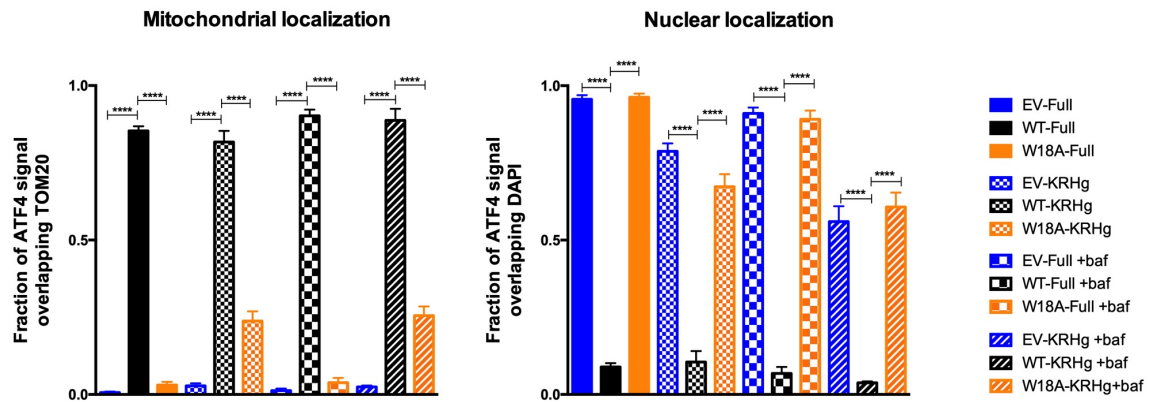 Mitochondrial localization
Nuclear localization
**** **** **** **** **** **** **** ****
**** **** **** **** **** **** **** ****
1.0
0.5
0.0
Fraction of ATF4 signal
overlapping TOM20
1.0
0.5
0.0
Fraction of ATF4 signal
overlapping DAPI
EV-Full
WT-Full
W18A-Full
EV-KRHg
WT-KRHg
W18A-KRHg
EV-Full +baf
WT-Full +baf
W18A-Full +baf
EV-KRHg +baf
WT-KRHg +baf
W18A-KRHg+baf